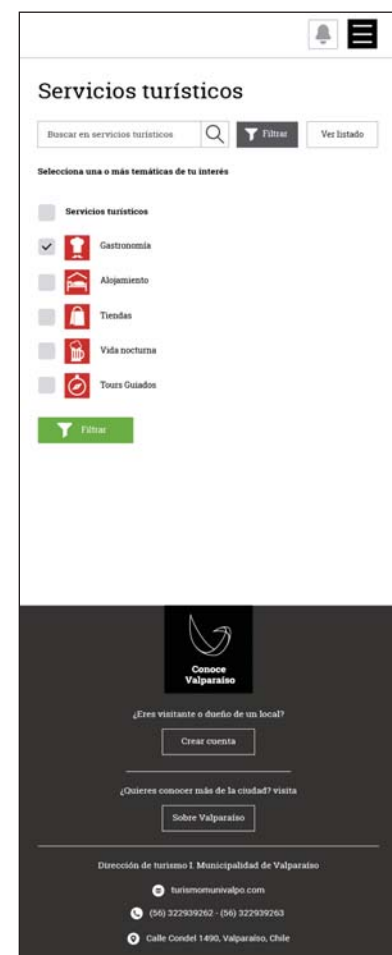 Servicios turísticos
Buscar en servicios turísticos
Filtrar
Ver listado
Selecciona una o más temáticas de tu interés
Servicios turísticos
Gastronomía
Alojamiento
Tiendas
Vida nocturna
Tours Guiados
Filtrar
Conoce
Valparaíso
¿Eres visitante o dueño de un local?
Crear cuenta
¿Quieres conocer más de la ciudad? visita
Sobre Valparaíso
Dirección de turismo I. Municipalidad de Valparaíso
turismomunivalpo.com
(56) 322939262 - (56) 322939263
Calle Condel 1490, Valparaíso, Chile